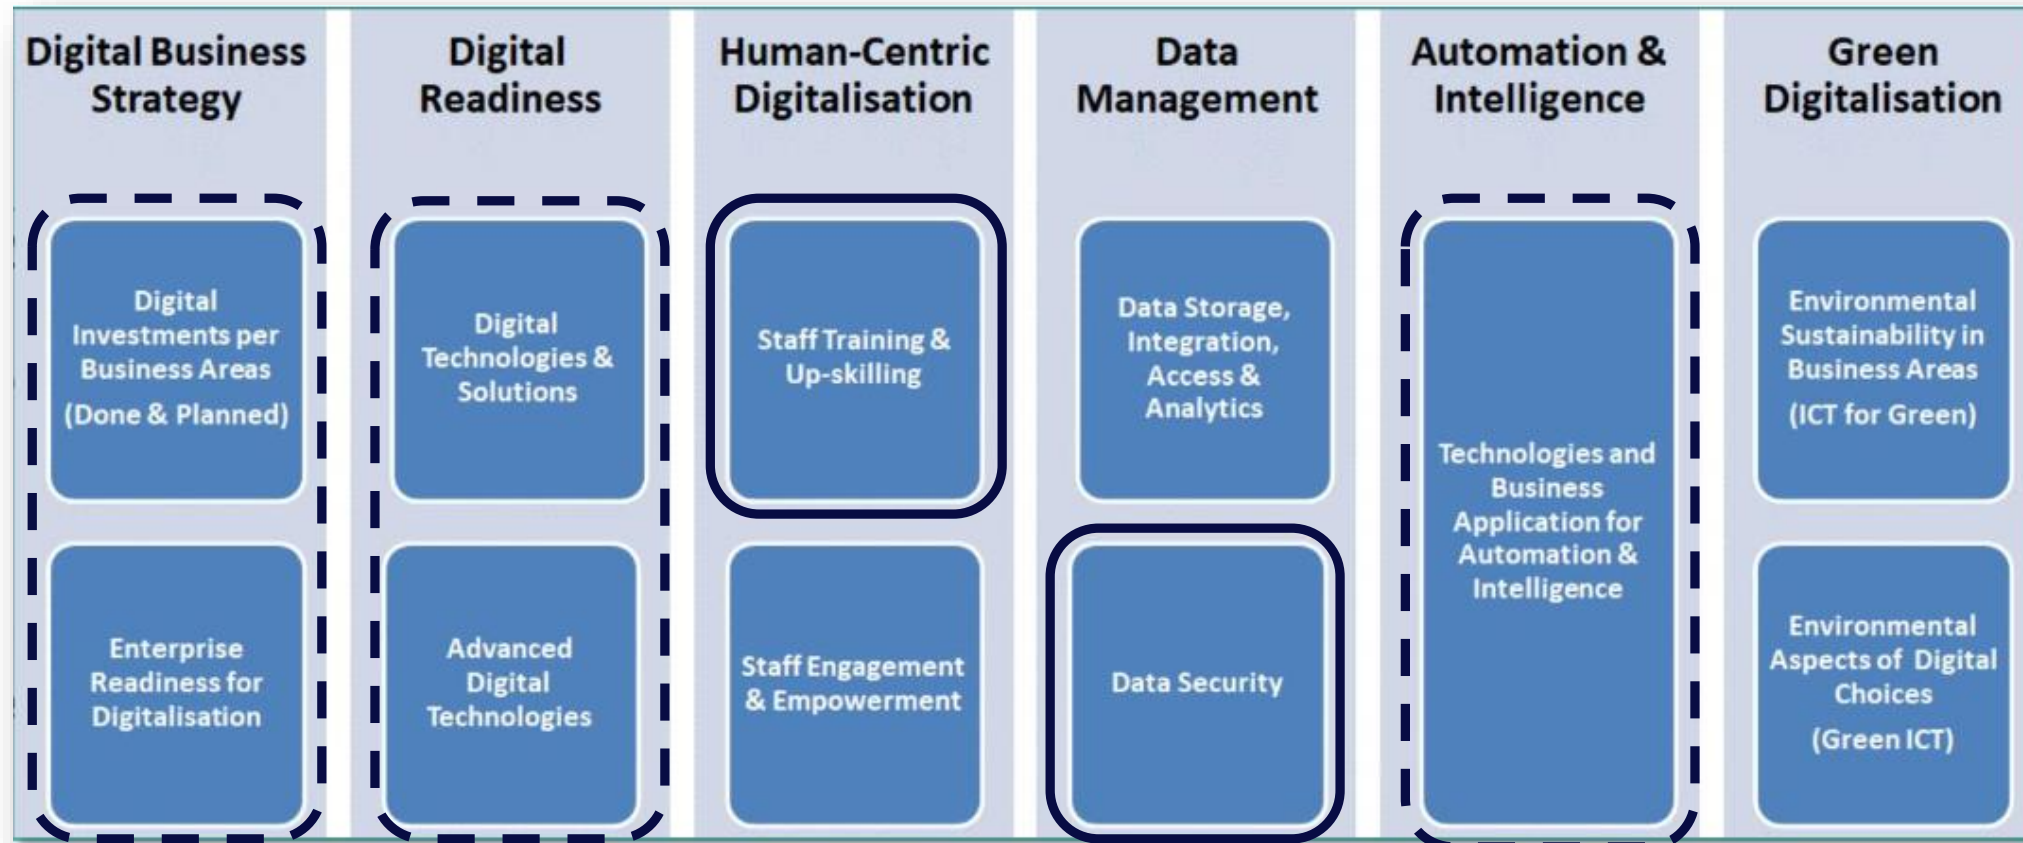 Digital Business
Strategy
Digital
Readiness
Human-Centric
Digitalisation
Data
Management
Automation &
Intelligence
Green
Digitalisation
Digital
Investments per
Business Areas
(Done & Planned)
Enterprise
Readiness for
Digitalisation
Digital
Technologies &
Solutions
Advanced
Digital
Technologies
Staff Training &
Up-skilling
Staff Engagement
& Empowerment
Data Storage,
Integration,
Access &
Analytics
Data Security
Technologies and
Business
Application for
Automation &
Intelligence
Environmental
Sustainability in
Business Areas
(ICT for Green)
Environmental
Aspects of Digital
Choices
(Green ICT)